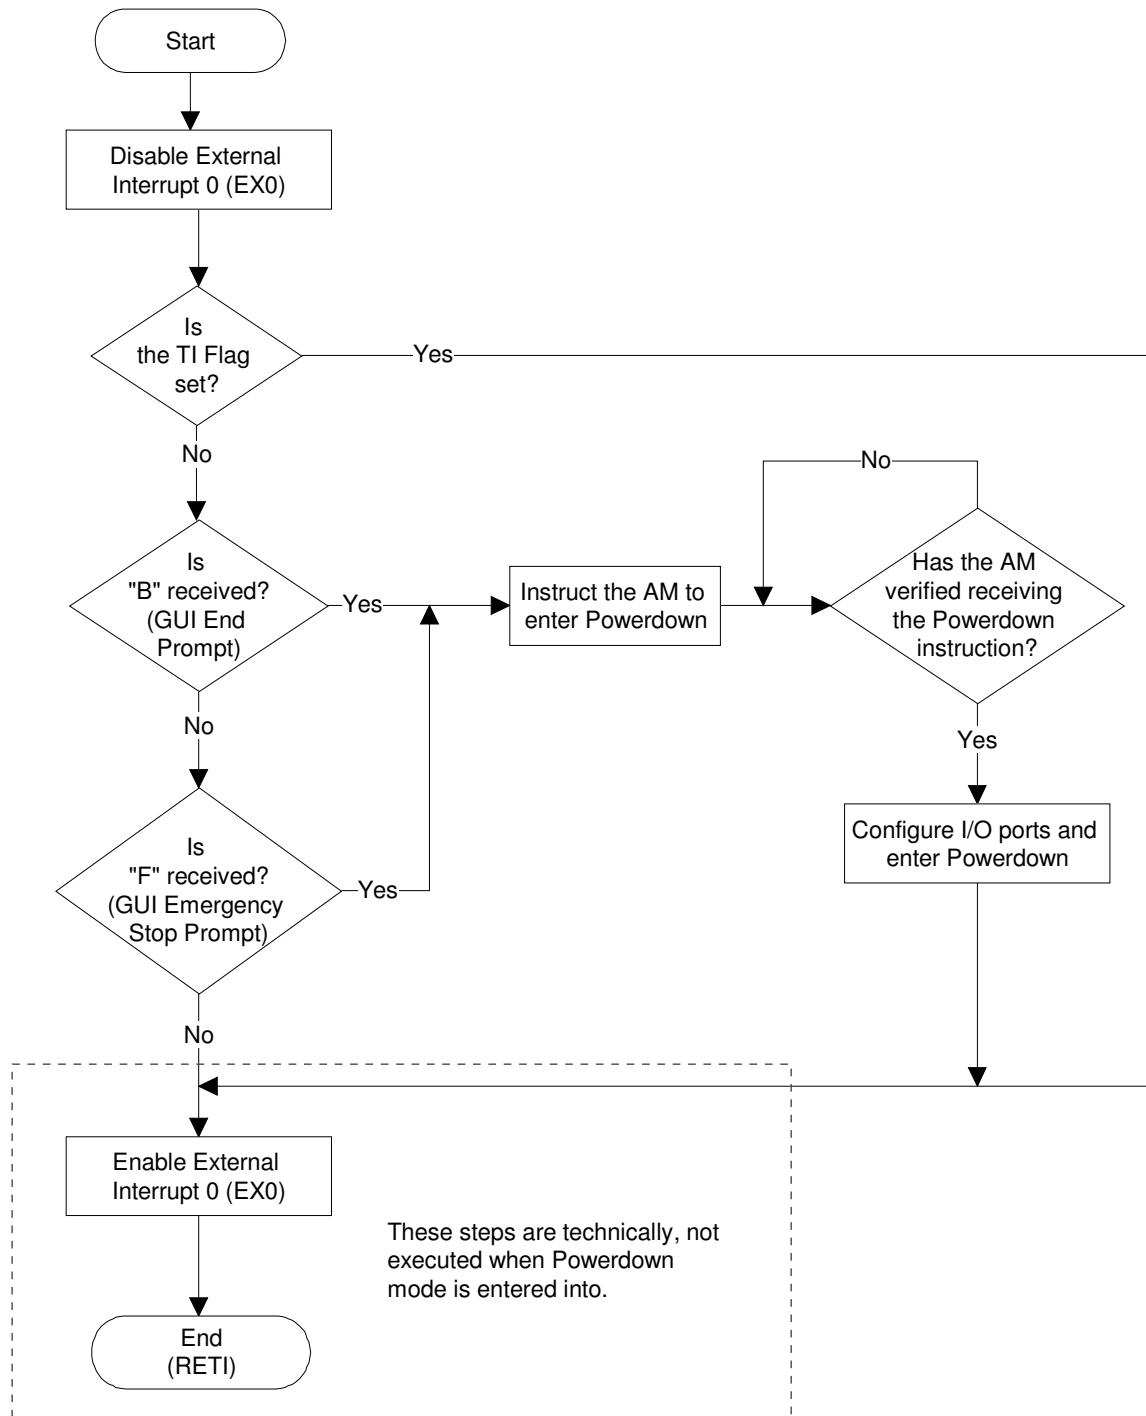 Start
Disable External
Interrupt 0 (EX0)
Is
the TI Flag
set?
Yes
No
Is
"B" received?
(GUI End
Prompt)
Yes
Instruct the AM to
enter Powerdown
No
Has the AM
verified receiving
the Powerdown
instruction?
No
Yes
Is
"F" received?
(GUI Emergency
Stop Prompt)
Yes
Configure I/O ports and
enter Powerdown
No
Enable External
Interrupt 0 (EX0)
These steps are technically, not
executed when Powerdown
mode is entered into.
End
(RETI)